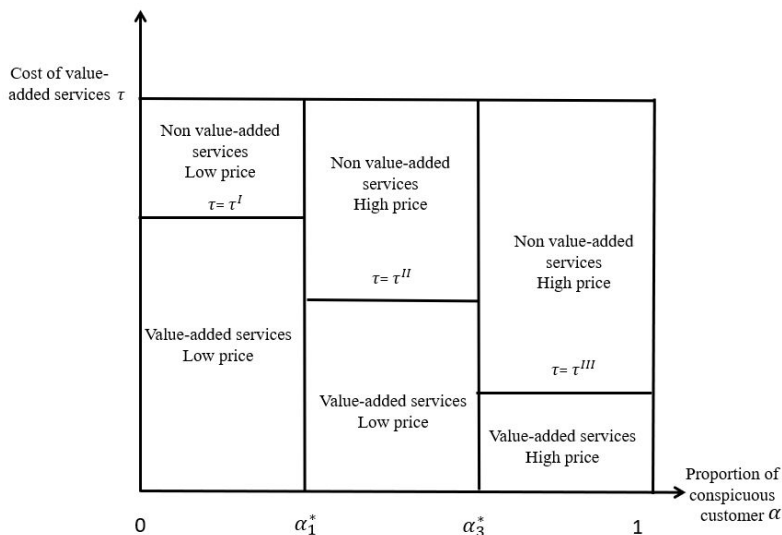 Cost of value-
added services τ
Non value-added
services
Low price
τ= τ^I
Value-added services
Low price
Non value-added
services
High price
τ= τ^II
Value-added services
Low price
Non value-added
services
High price
τ= τ^III
Value-added services
High price
Proportion of
conspicuous
customer α
0
α₁*
α₃*
1